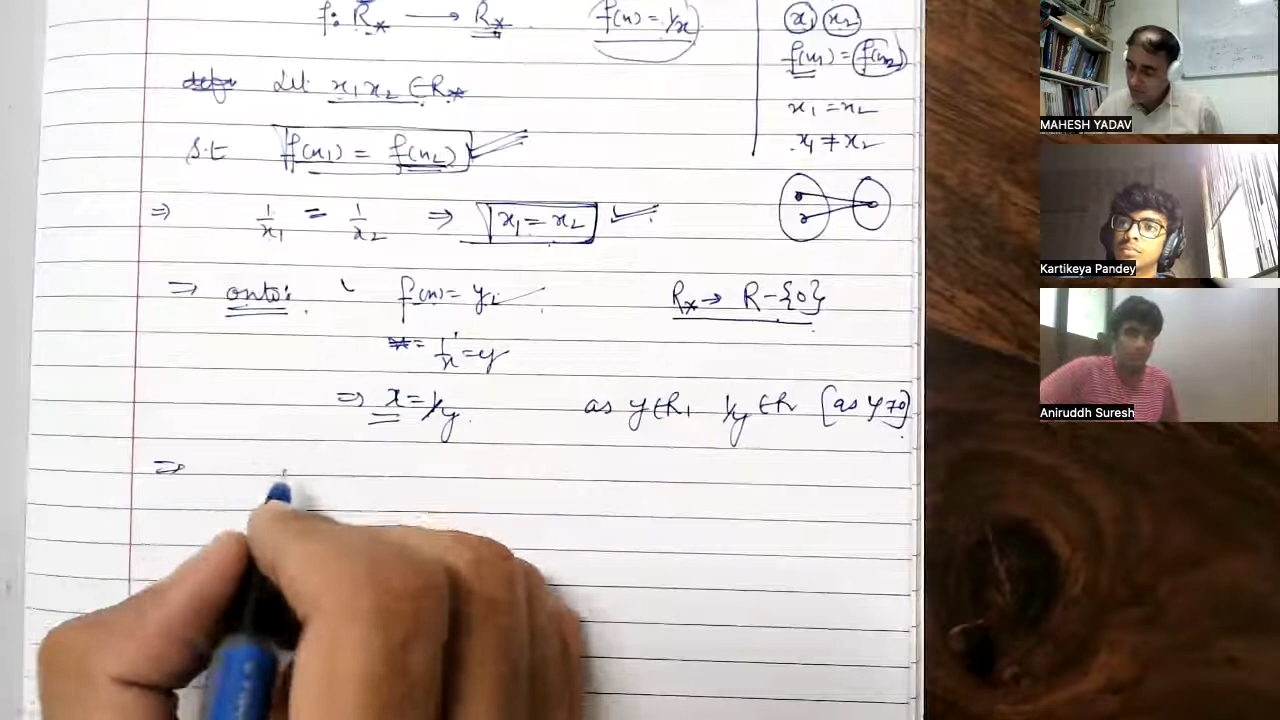 f: R* → R* f(x) = 1/x
Let x₁ x₂ ∈ R*
s.t f(x₁) = f(x₂)
⇒ 1/x₁ = 1/x₂ ⇒ x₁ = x₂
⇒ onto: f(x) = y
= 1/x = y
⇒ x = 1/y. as y ∈ R, 1/y ∈ R [as y≠0]
⇒
R* → R-{0}
x₁ x₂
f(x₁) = f(x₂)
x₁ = x₂
x₁ ≠ x₂
MAHESH YADAV
Kartikeya Pandey
Aniruddh Suresh